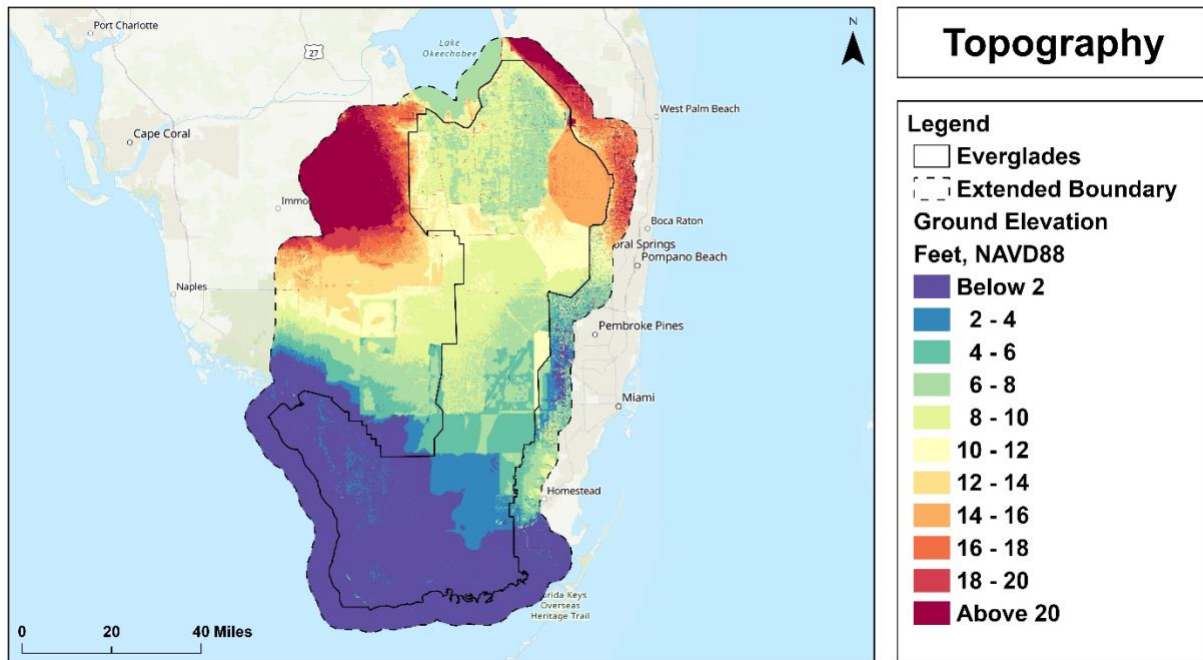 Port Charlotte
27
Lake
Okeechobee
N
West Palm Beach
Cape Coral
Immo
Boca Raton
oral Springs
Pompano Beach
Naples
Pembroke Pines
Miami
Homestead
rida Keys
Overseas
Heritage Trail
0 20 40 Miles
Topography
Legend
Everglades
Extended Boundary
Ground Elevation
Feet, NAVD88
Below 2
2 - 4
4 - 6
6 - 8
8 - 10
10 - 12
12 - 14
14 - 16
16 - 18
18 - 20
Above 20